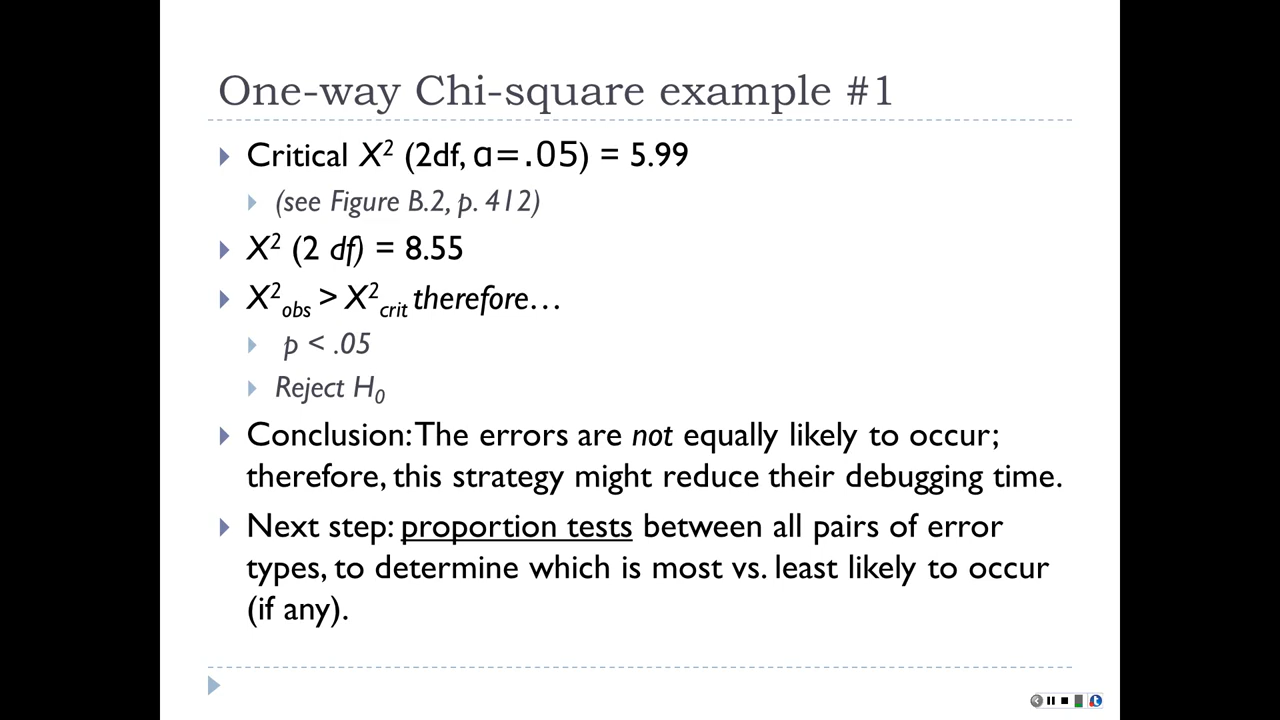 One-way Chi-square example #1
Critical X² (2df, α=.05) = 5.99
(see Figure B.2, p. 412)
X² (2 df) = 8.55
X²obs > X²crit therefore…
p < .05
Reject H₀
Conclusion: The errors are not equally likely to occur;
therefore, this strategy might reduce their debugging time.
Next step: proportion tests between all pairs of error
types, to determine which is most vs. least likely to occur
(if any).